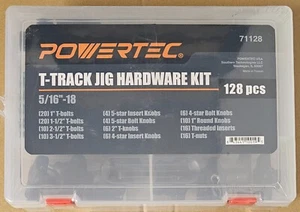 POWERTEC®
71128
T-TRACK JIG HARDWARE KIT
5/16"-18
128 pcs
(20) 1" T-bolts
(20) 1-1/2" T-bolts
(10) 2-1/2" T-bolts
(10) 3-1/2" T-bolts
(4) 5-star Insert Knobs
(4) 5-star Bolt Knobs
(6) 2" T-knobs
(6) 4-star Insert Knobs
(6) 4-star Bolt Knobs
(10) 1" Round Knobs
(16) Threaded Inserts
(16) T-nuts